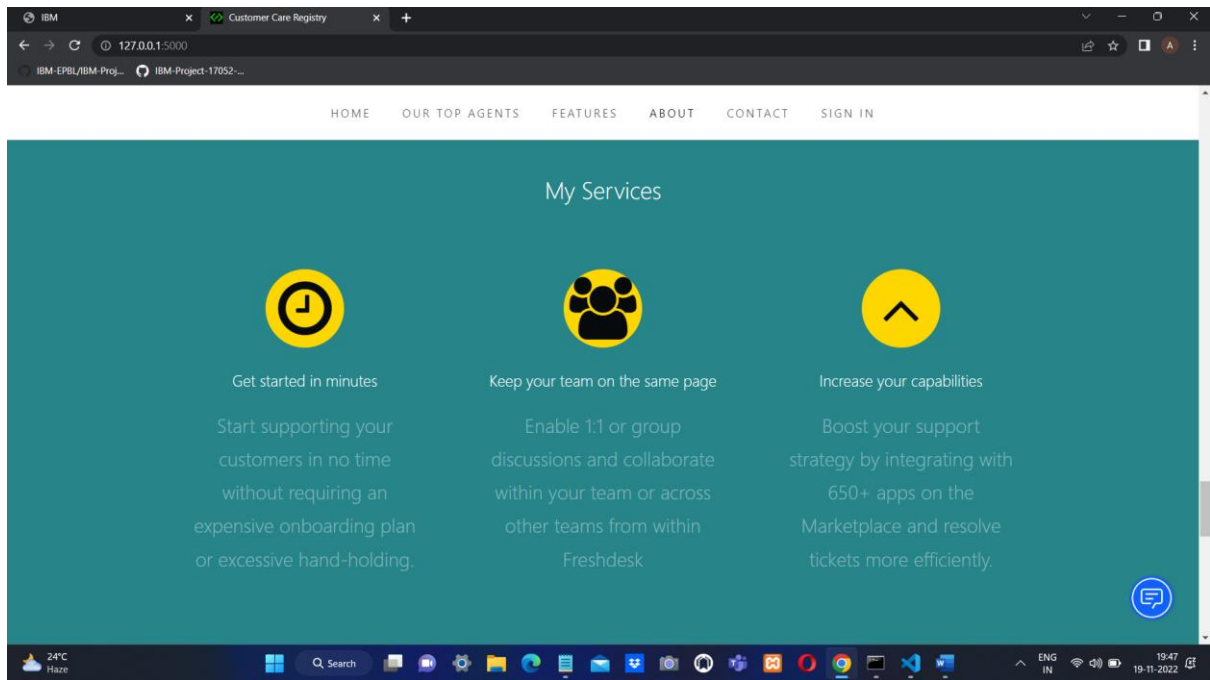 IBM
Customer Care Registry
127.0.0.1:5000
IBM-EPBL/IBM-Proj...
IBM-Project-17052-...
HOME OUR TOP AGENTS FEATURES ABOUT CONTACT SIGN IN
My Services
Get started in minutes
Start supporting your
customers in no time
without requiring an
expensive onboarding plan
or excessive hand-holding.
Keep your team on the same page
Enable 1:1 or group
discussions and collaborate
within your team or across
other teams from within
Freshdesk
Increase your capabilities
Boost your support
strategy by integrating with
650+ apps on the
Marketplace and resolve
tickets more efficiently.
24°C
Haze
Search
ENG
IN
19:47
19-11-2022